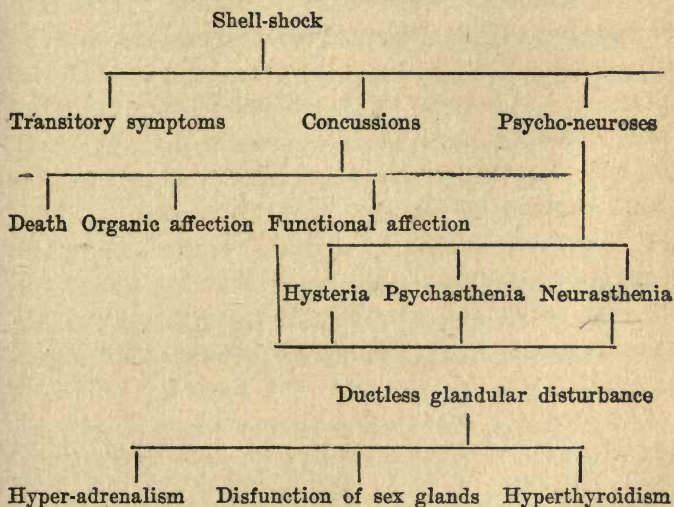 Shell-shock
Transitory symptoms Concussions Psycho-neuroses
Death Organic affection Functional affection
Hysteria Psychasthenia Neurasthenia
Ductless glandular disturbance
Hyper-adrenalism Disfunction of sex glands Hyperthyroidism